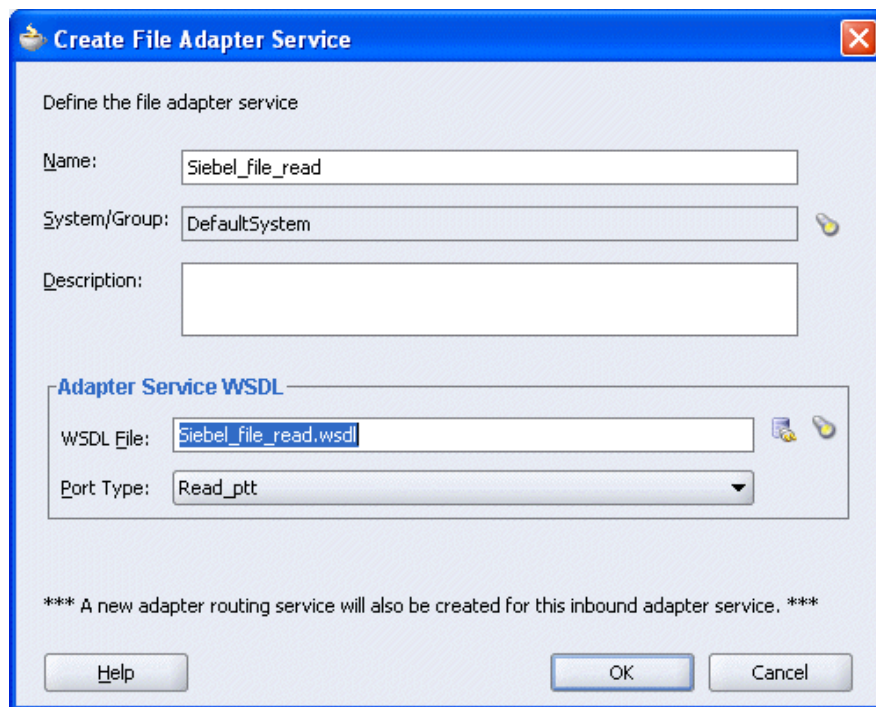 Create File Adapter Service
Define the file adapter service
Name: Siebel_file_read
System/Group: DefaultSystem
Description:
Adapter Service WSDL
WSDL File: Siebel_file_read.wsdl
Port Type: Read_ptt
*** A new adapter routing service will also be created for this inbound adapter service. ***
Help OK Cancel